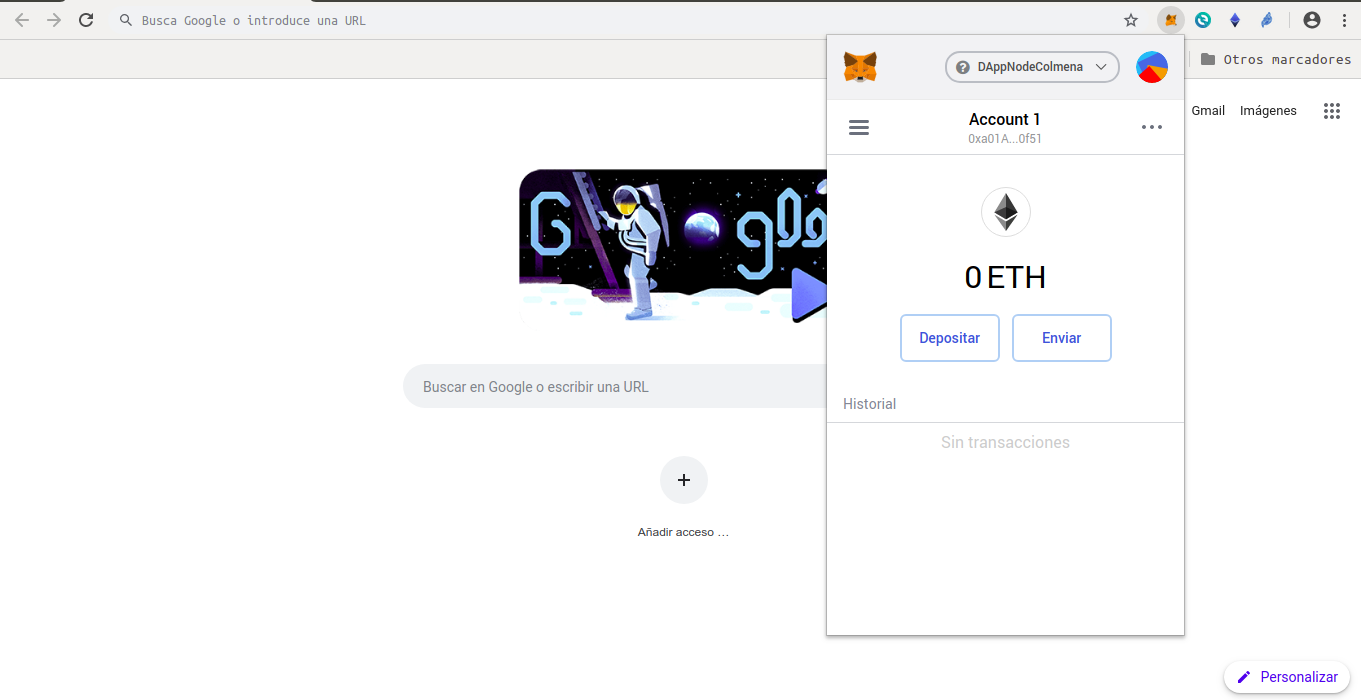 Busca Google o introduce una URL
Otros marcadores
Gmail
Imágenes
Buscar en Google o escribir una URL
Añadir acceso …
Personalizar
? DAppNodeColmena
Account 1
0xa01A...0f51
0 ETH
Depositar
Enviar
Historial
Sin transacciones